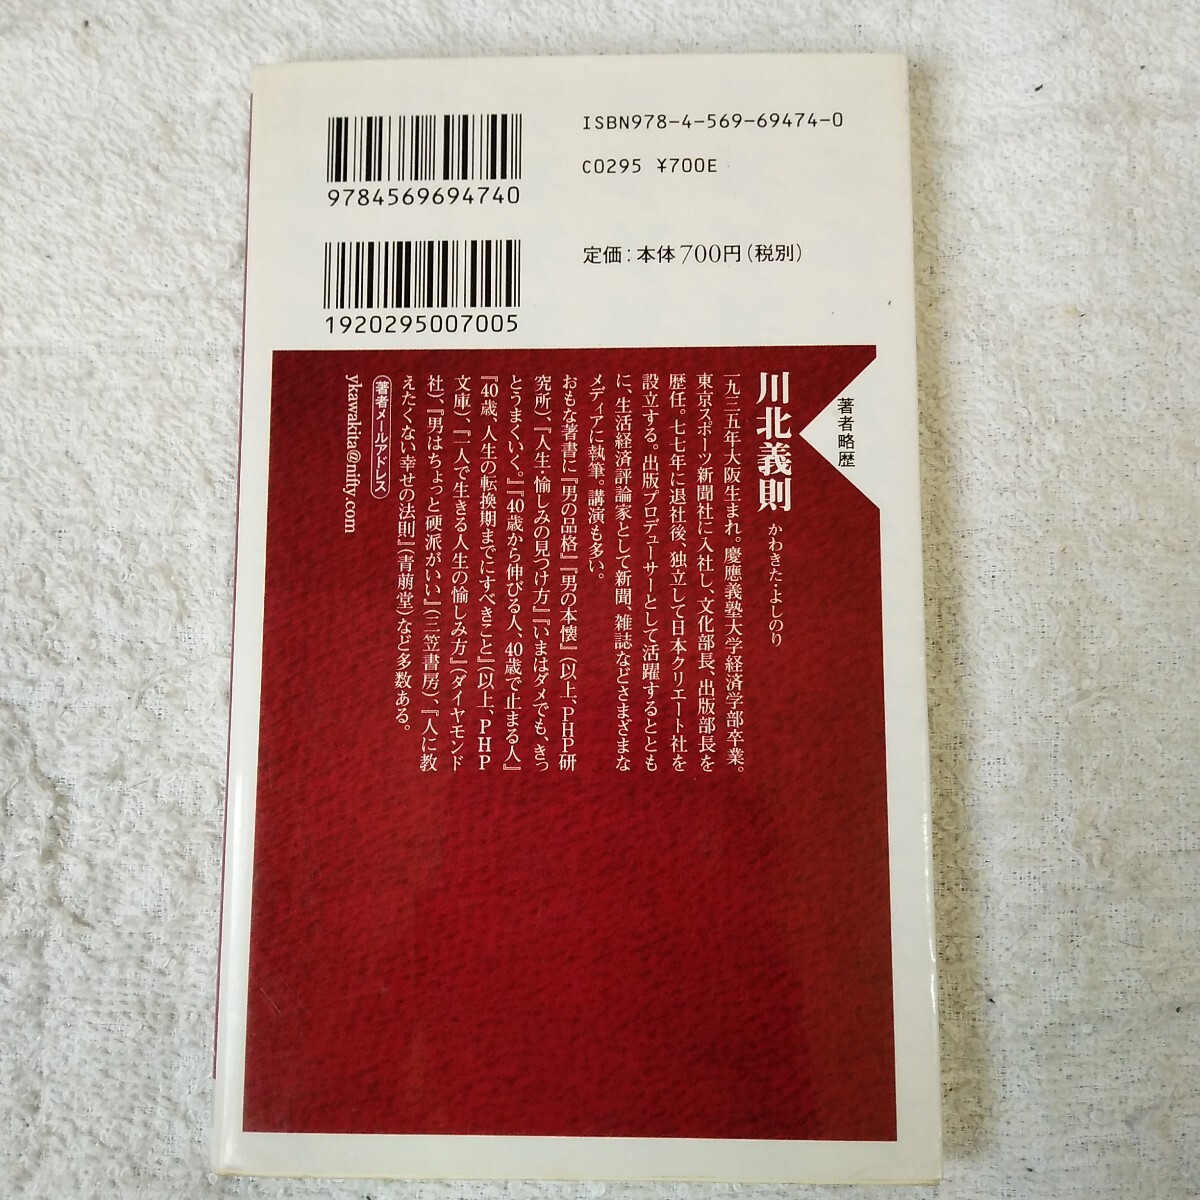 9784569694740
1920295007005
ISBN978-4-569-69474-0
C0295 ¥700E
定価：本体700円（税別）
著者略歴
川北義則 かわきた・よしのり
一九三五年大阪生まれ。慶應義塾大学経済学部卒業。
東京スポーツ新聞社に入社し、文化部長、出版部長を
歴任。七七年に退社後、独立して日本クリエート社を
設立する。出版プロデューサーとして活躍するととも
に、生活経済評論家として新聞、雑誌などさまざまな
メディアに執筆。講演も多い。
おもな著書に『男の品格』『男の本懐』（以上、PHP研
究所）、『人生・愉しみの見つけ方』『いまはダメでも、きっ
とうまくいく。』『40歳から伸びる人、40歳で止まる人』
『40歳、人生の転換期までにすべきこと』（以上、PHP
文庫）、『一人で生きる人生の愉しみ方』（ダイヤモンド
社）、『男はちょっと硬派がいい』（三笠書房）、『人に教
えたくない幸せの法則』（青萠堂）など多数ある。
著者メールアドレス
ykawakita@nifty.com